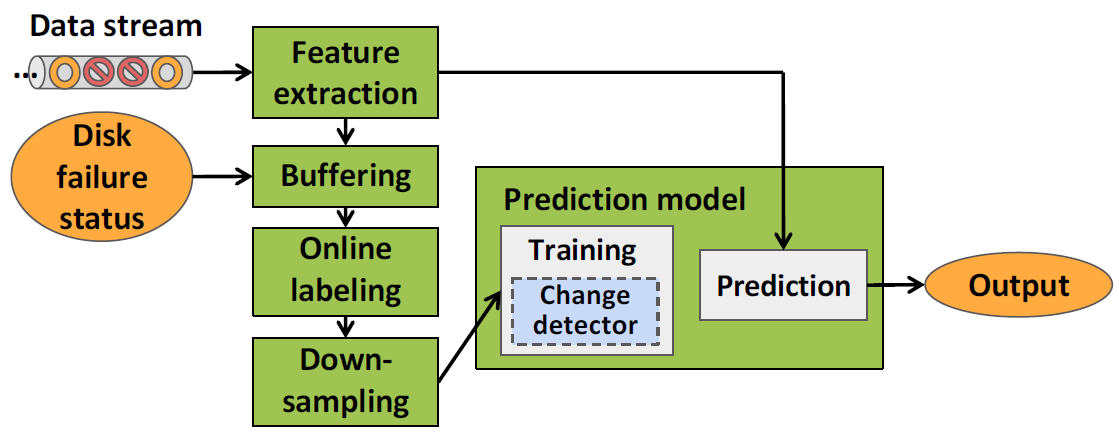 Data stream
...
Feature
extraction
Disk
failure
status
Buffering
Online
labeling
Down-
sampling
Prediction model
Training
Change
detector
Prediction
Output